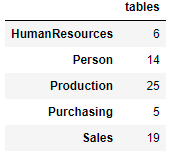 tables
HumanResources 6
Person 14
Production 25
Purchasing 5
Sales 19